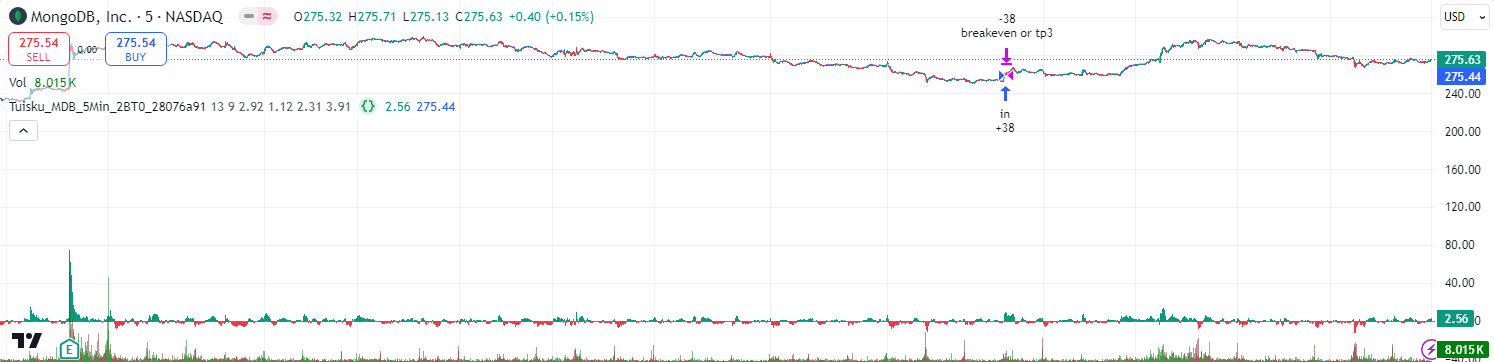 MongoDB, Inc. · 5 · NASDAQ O275.32 H275.71 L275.13 C275.63 +0.40 (+0.15%)
USD
275.54
SELL
0.00
275.54
BUY
-38
breakeven or tp3
275.63
275.44
Vol 8.015K
Tuisku_MDB_5Min_2BT0_28076a91 13 9 2.92 1.12 2.31 3.91 {} 2.56 275.44
in
+38
240.00
200.00
160.00
120.00
80.00
40.00
2.56
8.015K
E